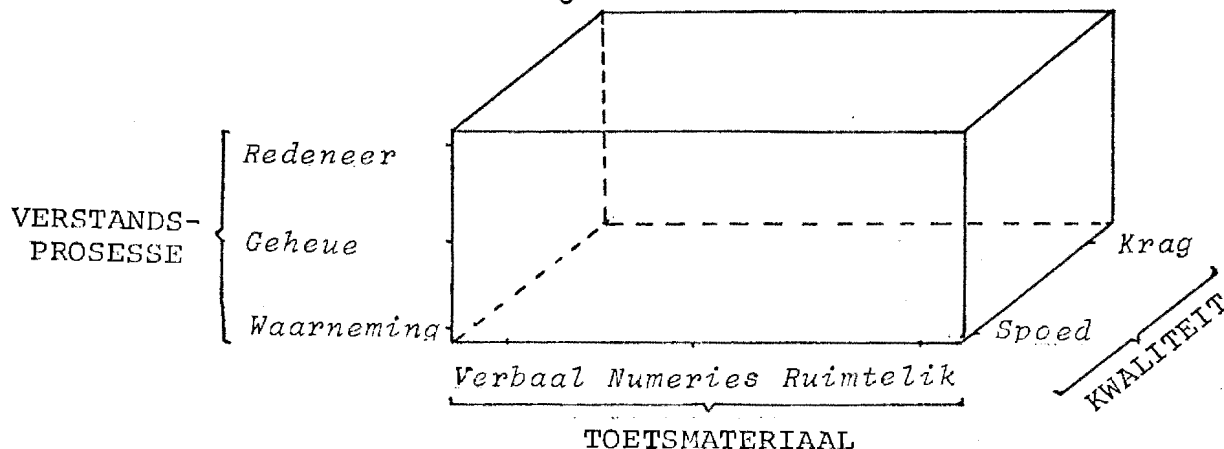 Redeneer
VERSTANDS-
PROSESSE
Geheue
Waarneming
Krag
Spoed
KWALITEIT
Verbaal Numeries Ruimtelik
TOETSMATERIAAL